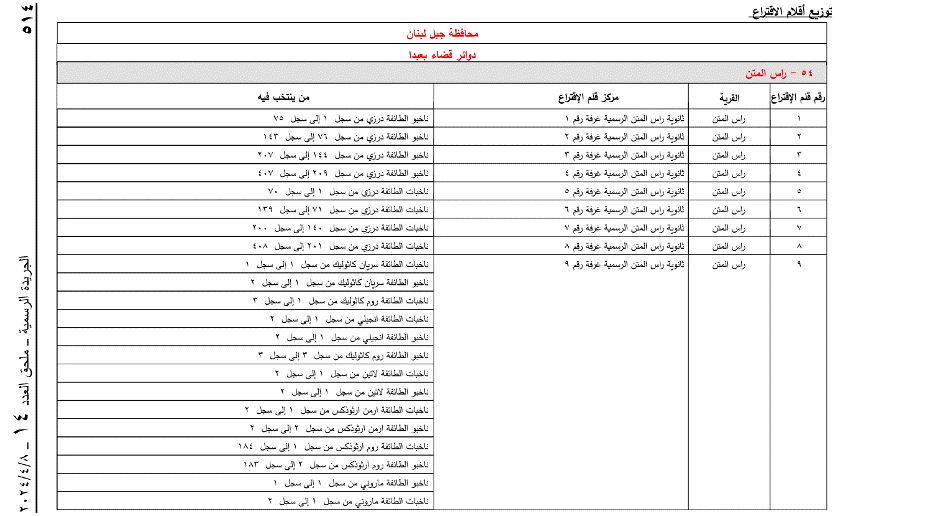 توزيع أقلام الإقتراع
محافظة جبل لبنان
دوائر قضاء بعبدا
٥٤ - راس المتن
رقم قلم الإقتراع القرية مركز قلم الإقتراع من ينتخب فيه
١ راس المتن ثانوية راس المتن الرسمية غرفة رقم ١ ناخبو الطائفة درزي من سجل ١ إلى سجل ٧٥
٢ راس المتن ثانوية راس المتن الرسمية غرفة رقم ٢ ناخبو الطائفة درزي من سجل ٧٦ إلى سجل ١٤٣
٣ راس المتن ثانوية راس المتن الرسمية غرفة رقم ٣ ناخبو الطائفة درزي من سجل ١٤٤ إلى سجل ٢٠٧
٤ راس المتن ثانوية راس المتن الرسمية غرفة رقم ٤ ناخبو الطائفة درزي من سجل ٢٠٩ إلى سجل ٤٠٧
٥ راس المتن ثانوية راس المتن الرسمية غرفة رقم ٥ ناخبات الطائفة درزي من سجل ١ إلى سجل ٧٠
٦ راس المتن ثانوية راس المتن الرسمية غرفة رقم ٦ ناخبات الطائفة درزي من سجل ٧١ إلى سجل ١٣٩
٧ راس المتن ثانوية راس المتن الرسمية غرفة رقم ٧ ناخبات الطائفة درزي من سجل ١٤٠ إلى سجل ٢٠٠
٨ راس المتن ثانوية راس المتن الرسمية غرفة رقم ٨ ناخبات الطائفة درزي من سجل ٢٠١ إلى سجل ٤٠٨
٩ راس المتن ثانوية راس المتن الرسمية غرفة رقم ٩ ناخبات الطائفة سريان كاثوليك من سجل ١ إلى سجل ١
ناخبو الطائفة سريان كاثوليك من سجل ١ إلى سجل ٢
ناخبات الطائفة روم كاثوليك من سجل ١ إلى سجل ٣
ناخبات الطائفة انجيلي من سجل ١ إلى سجل ٢
ناخبو الطائفة انجيلي من سجل ١ إلى سجل ٢
ناخبو الطائفة روم كاثوليك من سجل ٣ إلى سجل ٣
ناخبات الطائفة لاتين من سجل ١ إلى سجل ٢
ناخبو الطائفة لاتين من سجل ١ إلى سجل ٢
ناخبات الطائفة ارمن ارثوذكس من سجل ١ إلى سجل ٢
ناخبو الطائفة ارمن ارثوذكس من سجل ٢ إلى سجل ٢
ناخبات الطائفة روم ارثوذكس من سجل ١ إلى سجل ١٨٤
ناخبو الطائفة روم ارثوذكس من سجل ٢ إلى سجل ١٨٣
ناخبو الطائفة ماروني من سجل ١ إلى سجل ١
ناخبات الطائفة ماروني من سجل ١ إلى سجل ٢
٥١٤
الجريدة الرسمية - ملحق العدد ١٤ - ٢٠٢٤/٤/٨